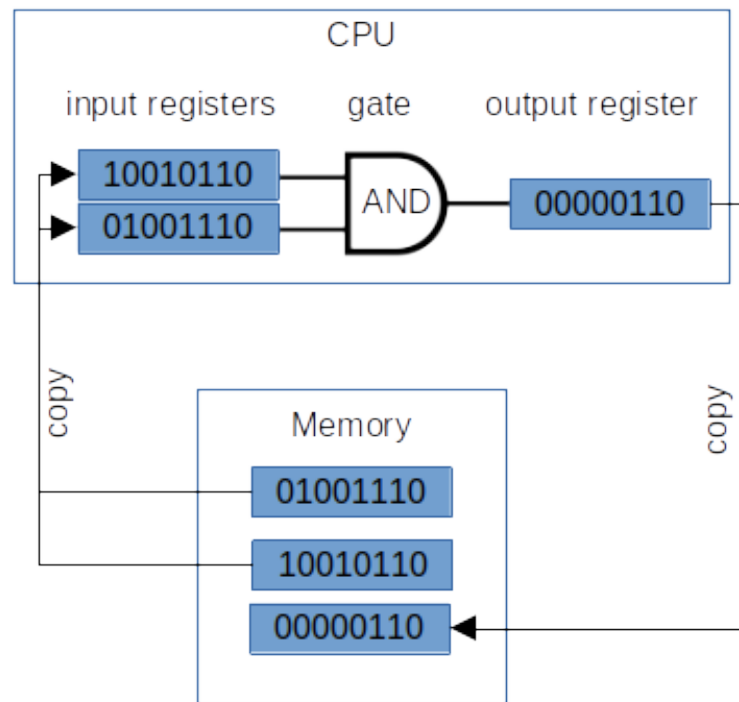 CPU
input registers gate output register
10010110
AND
00000110
01001110
copy
copy
Memory
01001110
10010110
00000110